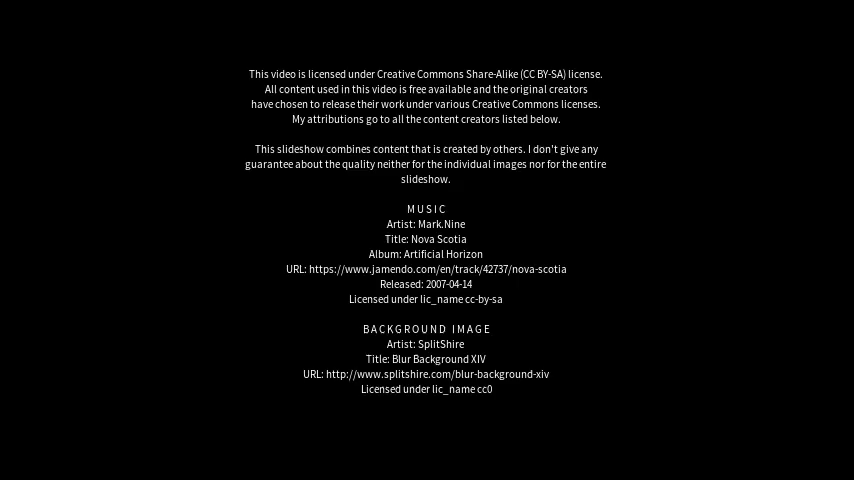 This video is licensed under Creative Commons Share-Alike (CC BY-SA) license.
All content used in this video is free available and the original creators
have chosen to release their work under various Creative Commons licenses.
My attributions go to all the content creators listed below.
This slideshow combines content that is created by others. I don't give any
guarantee about the quality neither for the individual images nor for the entire
slideshow.
MUSIC
Artist: Mark.Nine
Title: Nova Scotia
Album: Artificial Horizon
URL: https://www.jamendo.com/en/track/42737/nova-scotia
Released: 2007-04-14
Licensed under lic_name cc-by-sa
BACKGROUND IMAGE
Artist: SplitShire
Title: Blur Background XIV
URL: http://www.splitshire.com/blur-background-xiv
Licensed under lic_name cc0